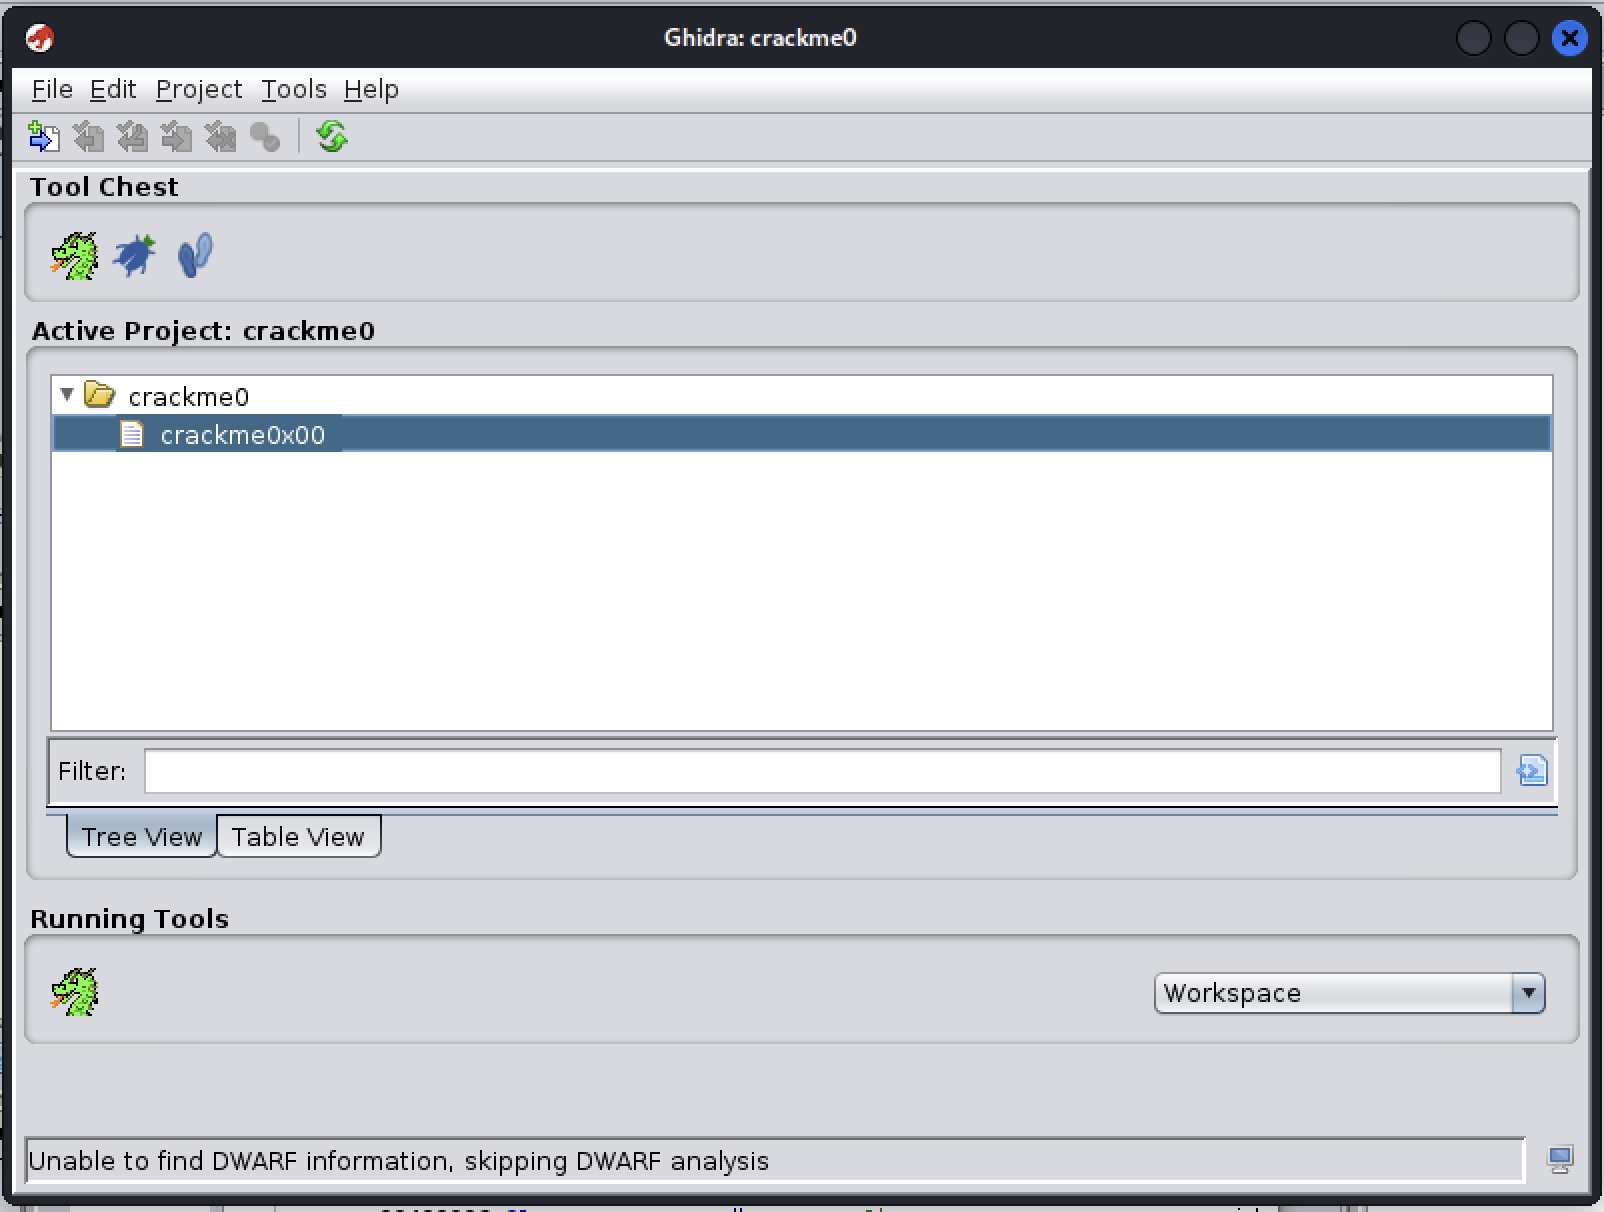 Ghidra: crackme0
File Edit Project Tools Help
Tool Chest
Active Project: crackme0
crackme0
crackme0x00
Filter:
Tree View Table View
Running Tools
Workspace
Unable to find DWARF information, skipping DWARF analysis